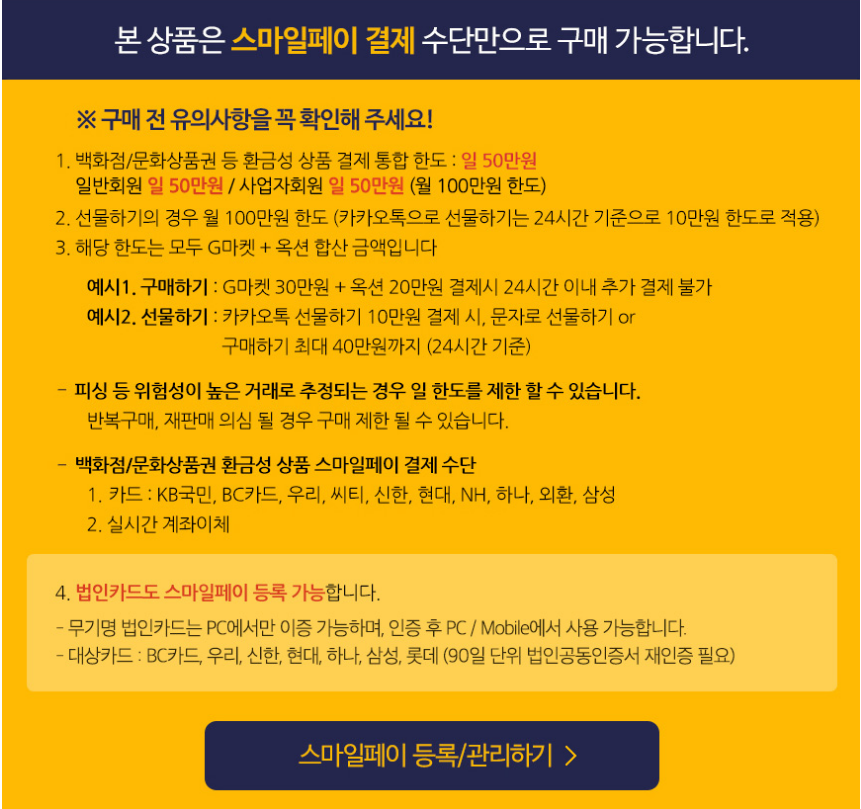 본 상품은 스마일페이 결제 수단만으로 구매 가능합니다.
※ 구매 전 유의사항을 꼭 확인해 주세요!
1. 백화점/문화상품권 등 환금성 상품 결제 통합 한도 : 일 50만원
일반회원 일 50만원 / 사업자회원 일 50만원 (월 100만원 한도)
2. 선물하기의 경우 월 100만원 한도 (카카오톡으로 선물하기는 24시간 기준으로 10만원 한도로 적용)
3. 해당 한도는 모두 G마켓 + 옥션 합산 금액입니다
예시1. 구매하기 : G마켓 30만원 + 옥션 20만원 결제시 24시간 이내 추가 결제 불가
예시2. 선물하기 : 카카오톡 선물하기 10만원 결제 시, 문자로 선물하기 or
구매하기 최대 40만원까지 (24시간 기준)
- 피싱 등 위험성이 높은 거래로 추정되는 경우 일 한도를 제한 할 수 있습니다.
반복구매, 재판매 의심 될 경우 구매 제한 될 수 있습니다.
- 백화점/문화상품권 환금성 상품 스마일페이 결제 수단
1. 카드 : KB국민, BC카드, 우리, 씨티, 신한, 현대, NH, 하나, 외환, 삼성
2. 실시간 계좌이체
4. 법인카드도 스마일페이 등록 가능합니다.
- 무기명 법인카드는 PC에서만 이증 가능하며, 인증 후 PC / Mobile에서 사용 가능합니다.
- 대상카드 : BC카드, 우리, 신한, 현대, 하나, 삼성, 롯데 (90일 단위 법인공동인증서 재인증 필요)
스마일페이 등록/관리하기 >